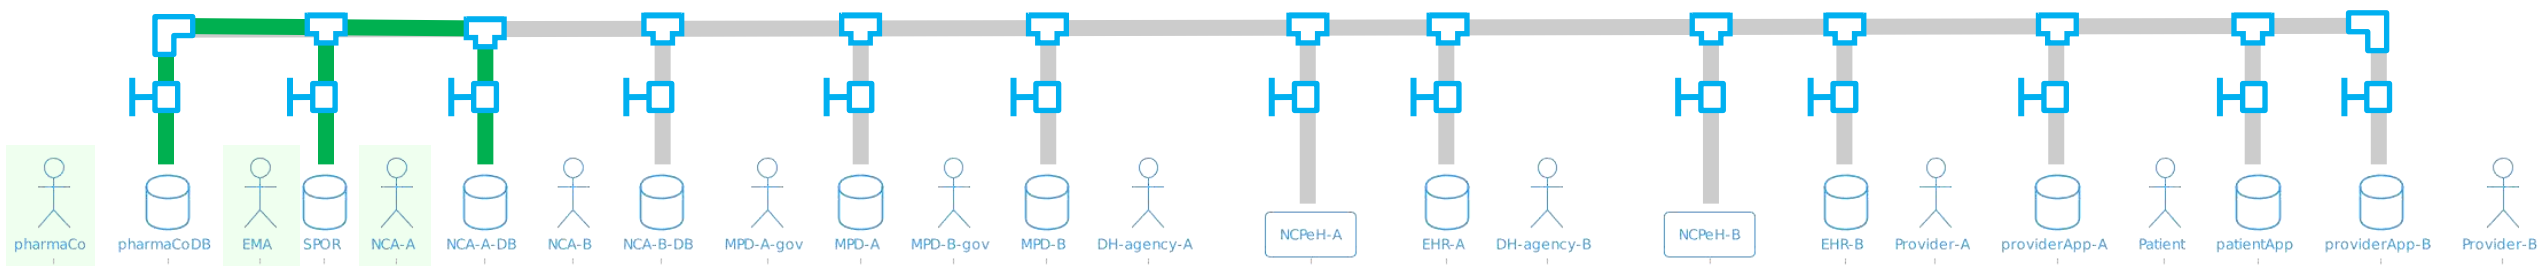 pharmaCo pharmaCoDB EMA SPOR NCA-A NCA-A-DB NCA-B NCA-B-DB MPD-A-gov MPD-A MPD-B-gov MPD-B DH-agency-A NCPeH-A EHR-A DH-agency-B NCPeH-B EHR-B Provider-A providerApp-A Patient patientApp providerApp-B Provider-B